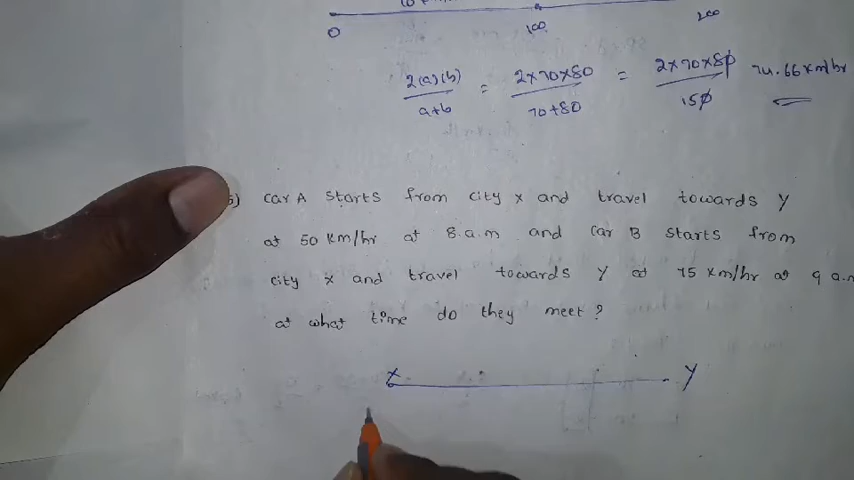 0 100 200
2(a)(b) / a+b = 2×70×80 / 70+80 = 2×70×80 / 150 74.66 km/hr
5) Car A starts from city x and travel towards y
at 50 km/hr at 8 a.m and Car B starts from
city x and travel towards y at 75 km/hr at 9 a.m
at what time do they meet?
x y